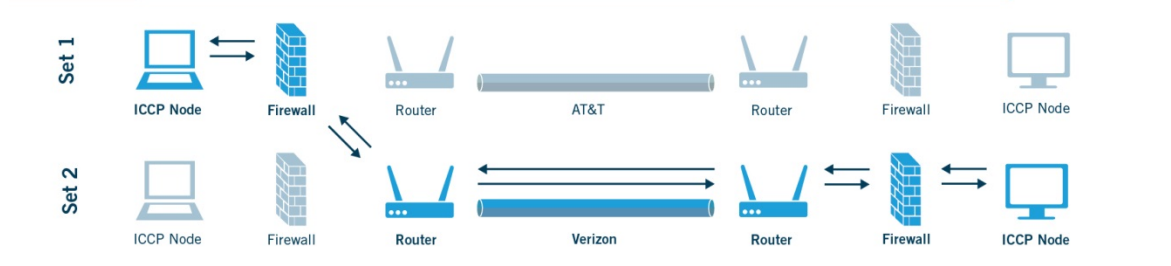 Set 1
ICCP Node Firewall Router AT&T Router Firewall ICCP Node
Set 2
ICCP Node Firewall Router Verizon Router Firewall ICCP Node